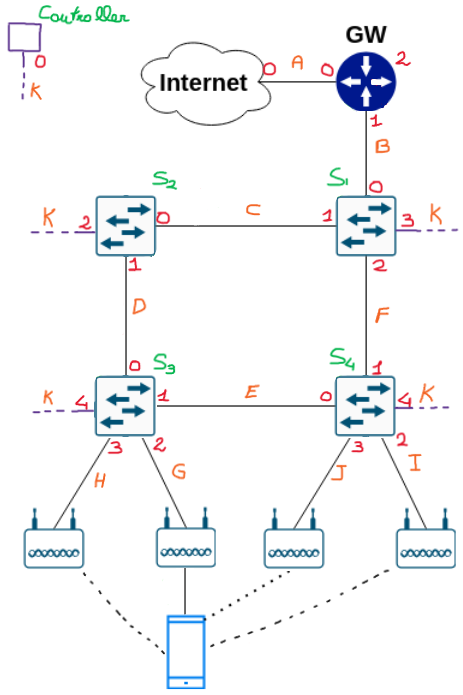 Controller
0
K
GW
Internet
0 A 0
2
1
B
S2
S1
0
K 2
0
C
1
3 K
1
2
D
F
S3
S4
0
1
K 4
1
E
0
4 K
3
2
3
2
H
G
J
I